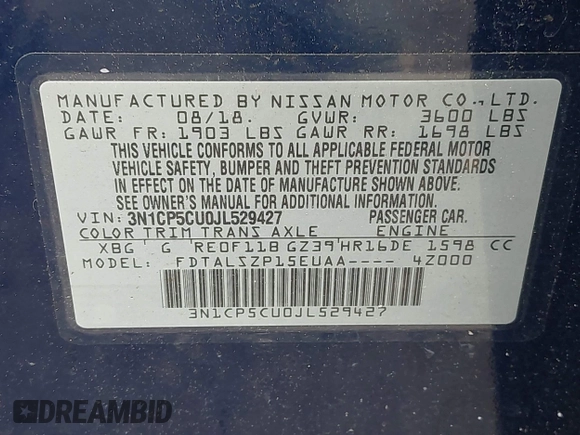 MANUFACTURED BY NISSAN MOTOR CO.,LTD.
DATE: 08/18. GVWR: 3600 LBS
GAWR FR: 1903 LBS GAWR RR: 1698 LBS
THIS VEHICLE CONFORMS TO ALL APPLICABLE FEDERAL MOTOR
VEHICLE SAFETY, BUMPER AND THEFT PREVENTION STANDARDS
IN EFFECT ON THE DATE OF MANUFACTURE SHOWN ABOVE.
SEE OWNER'S MANUAL FOR ADDITIONAL INFORMATION.
VIN: 3N1CP5CU0JL529427 PASSENGER CAR.
COLOR TRIM TRANS AXLE ENGINE
XBG G RE0F11B GZ39 HR16DE 1598 CC
MODEL: FDTALSZP15EUAA---- 4Z000
3N1CP5CU0JL529427
DREAMBID